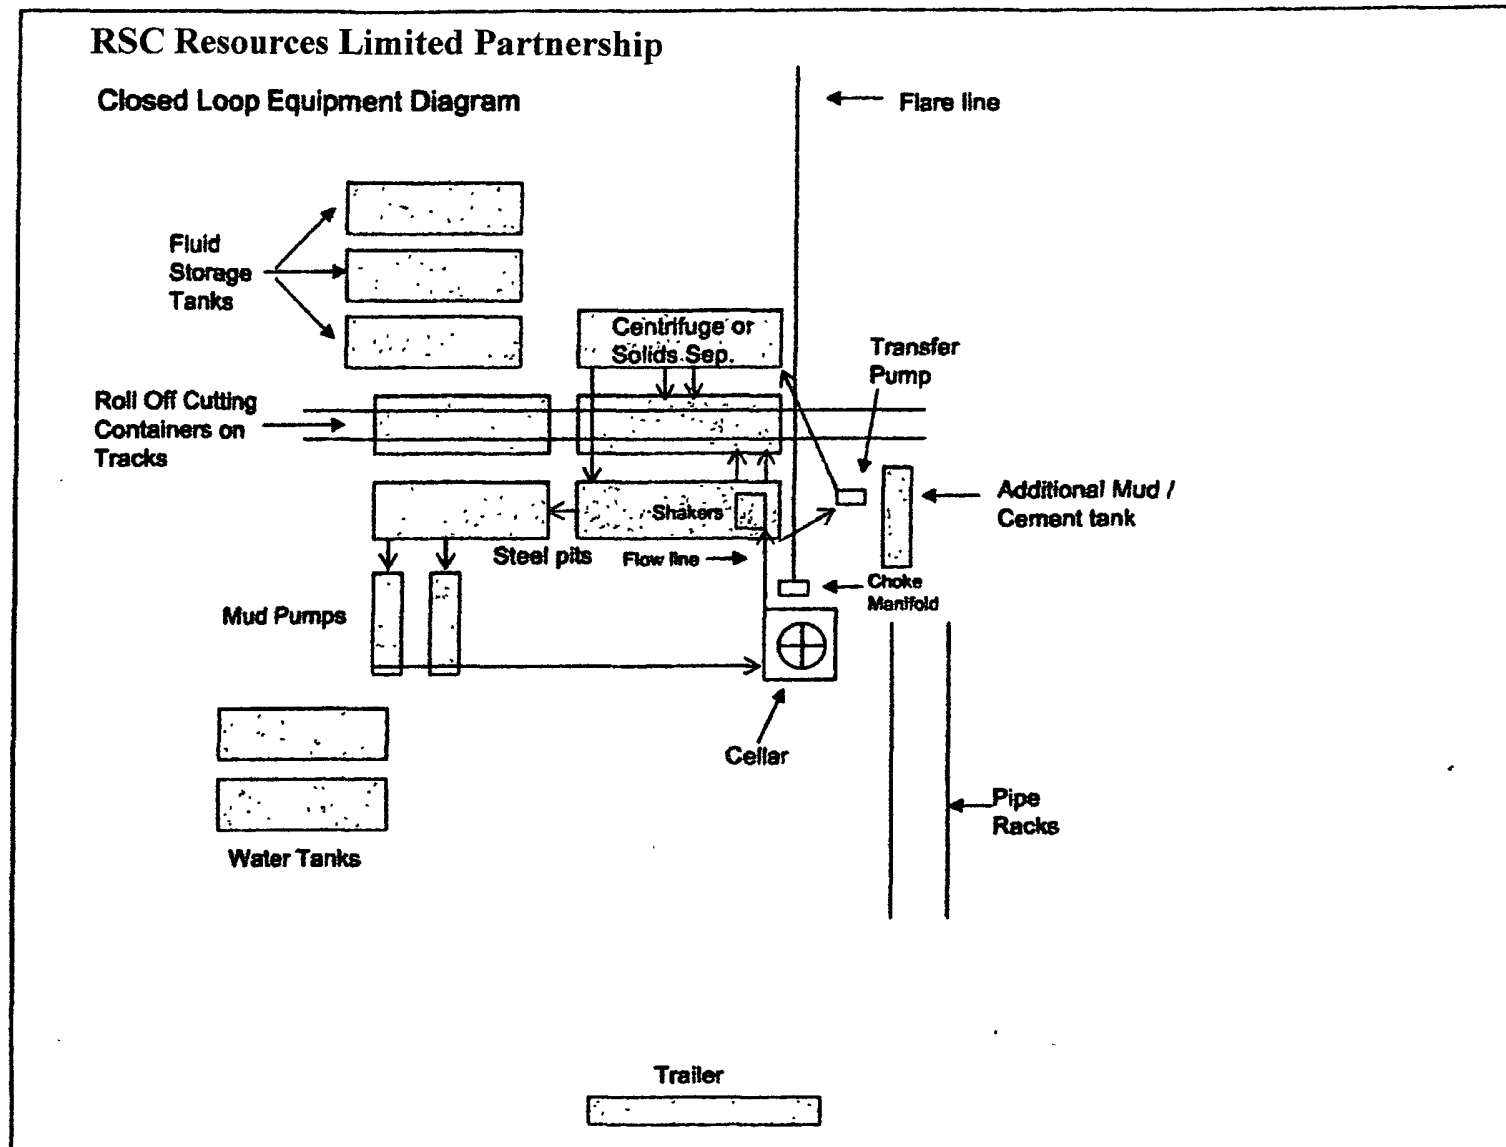 RSC Resources Limited Partnership
Closed Loop Equipment Diagram
Flare line
Fluid
Storage
Tanks
Centrifuge or
Solids Sep.
Transfer
Pump
Roll Off Cutting
Containers on
Tracks
Additional Mud /
Cement tank
Shakers
Steel pits
Flow line
Choke
Manifold
Mud Pumps
Cellar
Pipe
Racks
Water Tanks
Trailer